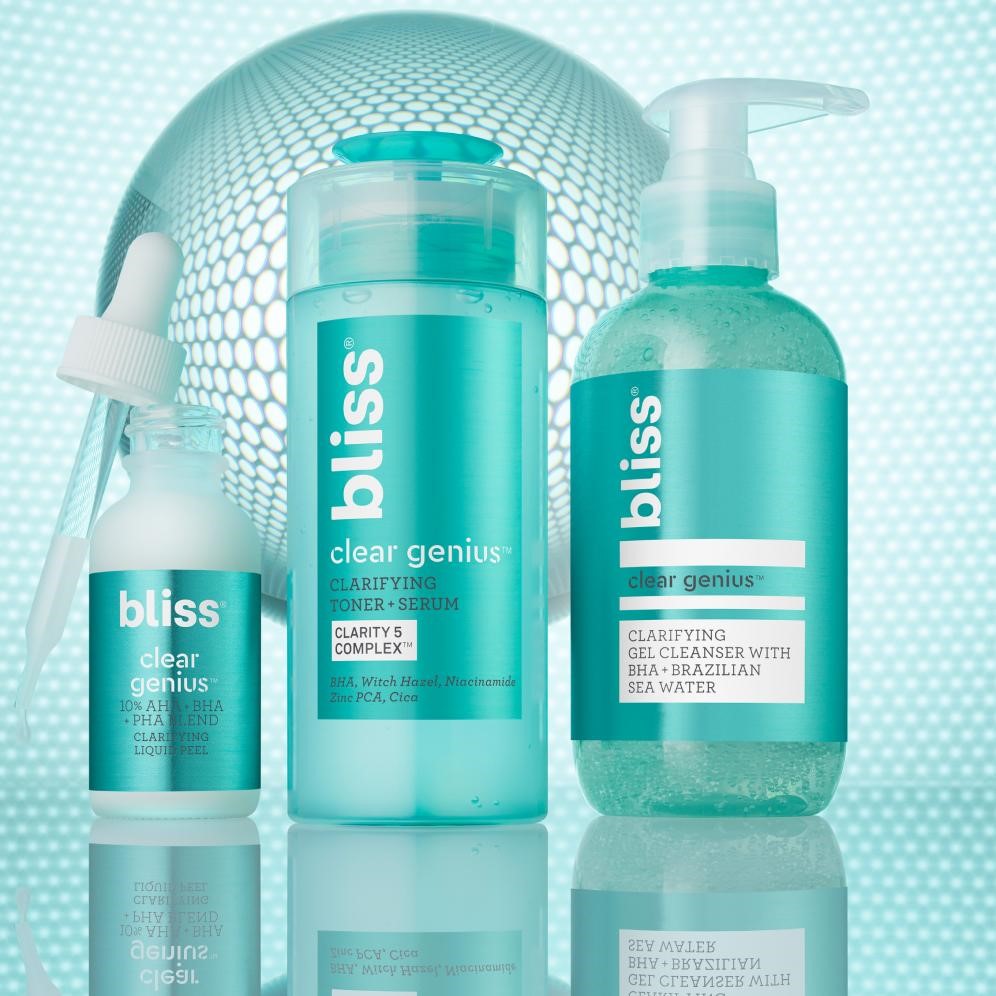 bliss®
clear
genius™
10% AHA + BHA
+ PHA BLEND
CLARIFYING
LIQUID PEEL
bliss®
clear genius™
CLARIFYING
TONER + SERUM
CLARITY 5
COMPLEX™
BHA, Witch Hazel, Niacinamide
Zinc PCA, Cica
bliss®
clear genius™
CLARIFYING
GEL CLEANSER WITH
BHA + BRAZILIAN
SEA WATER